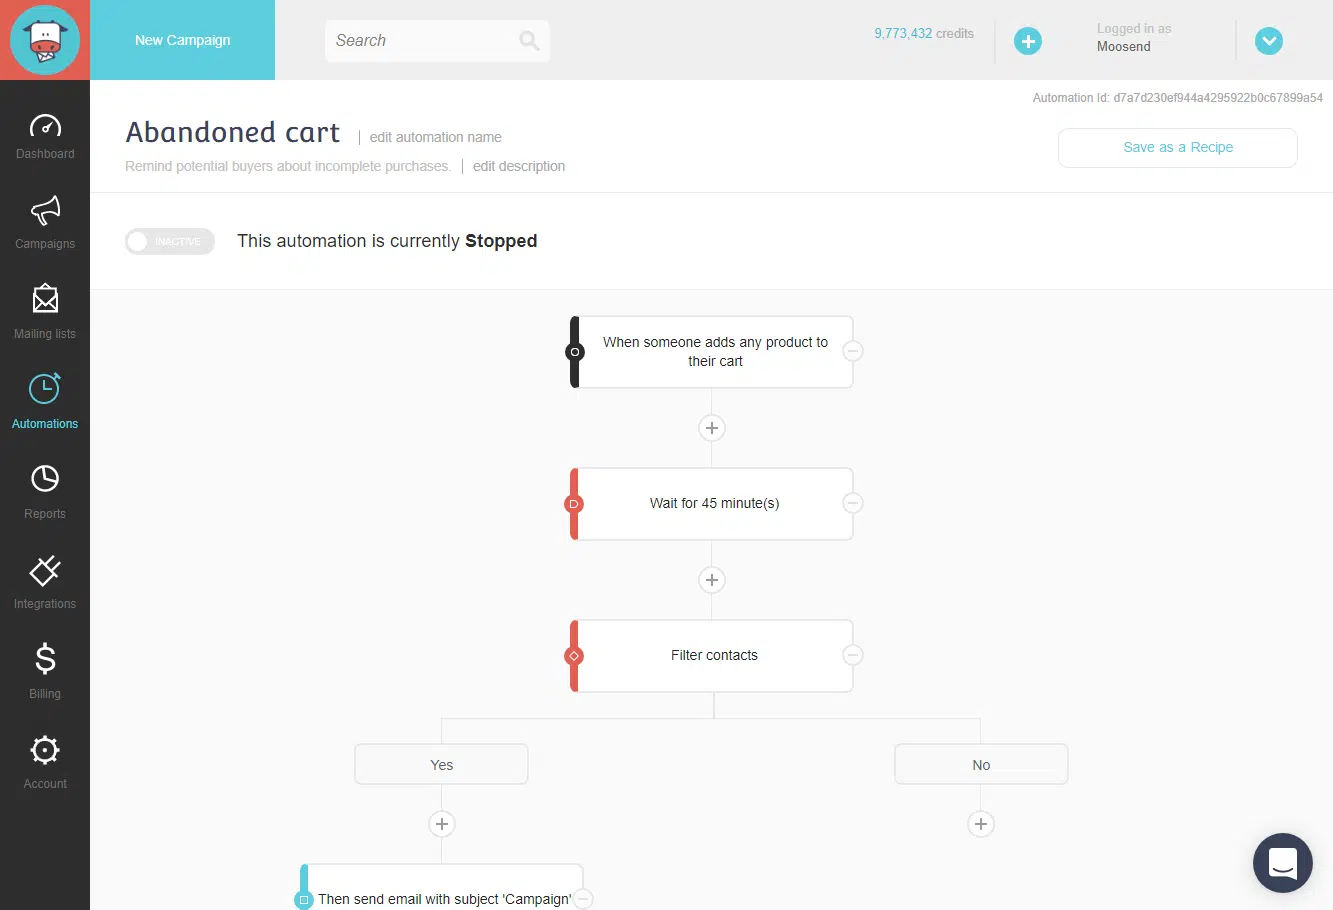 New Campaign
Search
9,773,432 credits
Logged in as
Moosend
Automation Id: d7a7d230ef944a4295922b0c67899a54
Abandoned cart | edit automation name
Remind potential buyers about incomplete purchases. | edit description
Save as a Recipe
INACTIVE
This automation is currently Stopped
Dashboard
Campaigns
Mailing lists
Automations
Reports
Integrations
Billing
Account
When someone adds any product to
their cart
Wait for 45 minute(s)
Filter contacts
Yes
No
Then send email with subject 'Campaign'